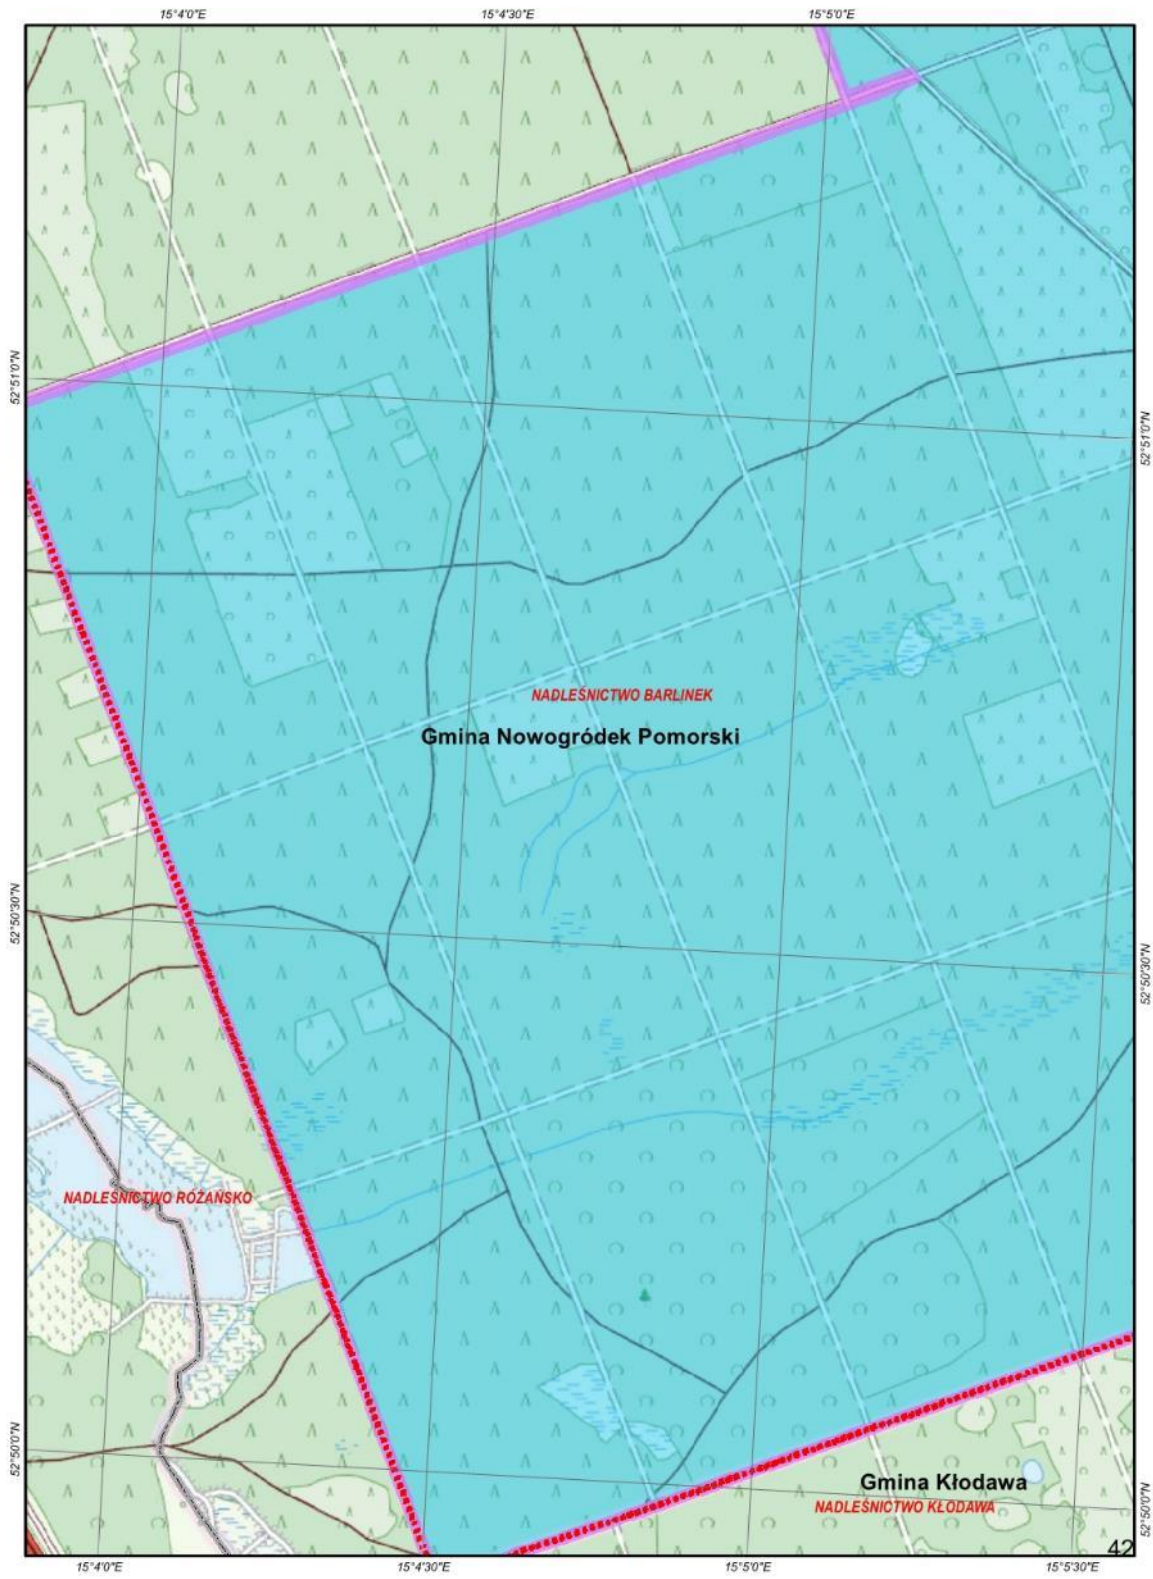 15°4'0"E
15°4'30"E
15°5'0"E
52°51'0"N
52°51'0"N
NADLEŚNICTWO BARLINEK
Gmina Nowogródek Pomorski
52°50'30"N
52°50'30"N
NADLEŚNICTWO RÓŻAŃSKO
52°50'0"N
Gmina Kłodawa
NADLEŚNICTWO KŁODAWA
52°50'0"N
42
15°4'0"E
15°4'30"E
15°5'0"E
15°5'30"E